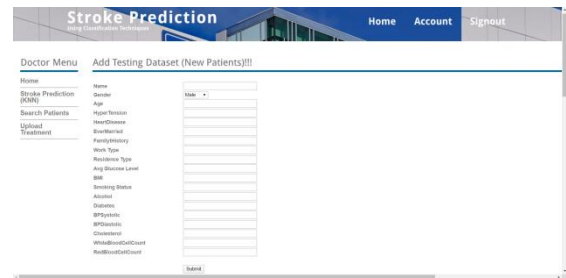 Stroke Prediction
Using Classification Techniques
Home
Account
Signout
Doctor Menu
Home
Stroke Prediction
(KNN)
Search Patients
Upload
Treatment
Add Testing Dataset (New Patients)!!!
Name
Gender
Male
Age
HyperTension
HeartDisease
EverMarried
FamilyHistory
Work Type
Residence Type
Avg Glucose Level
BMI
Smoking Status
Alcohol
Diabetes
BPSystolic
BPDiastolic
Cholesterol
WhiteBloodCellCount
RedBloodCellCount
Submit